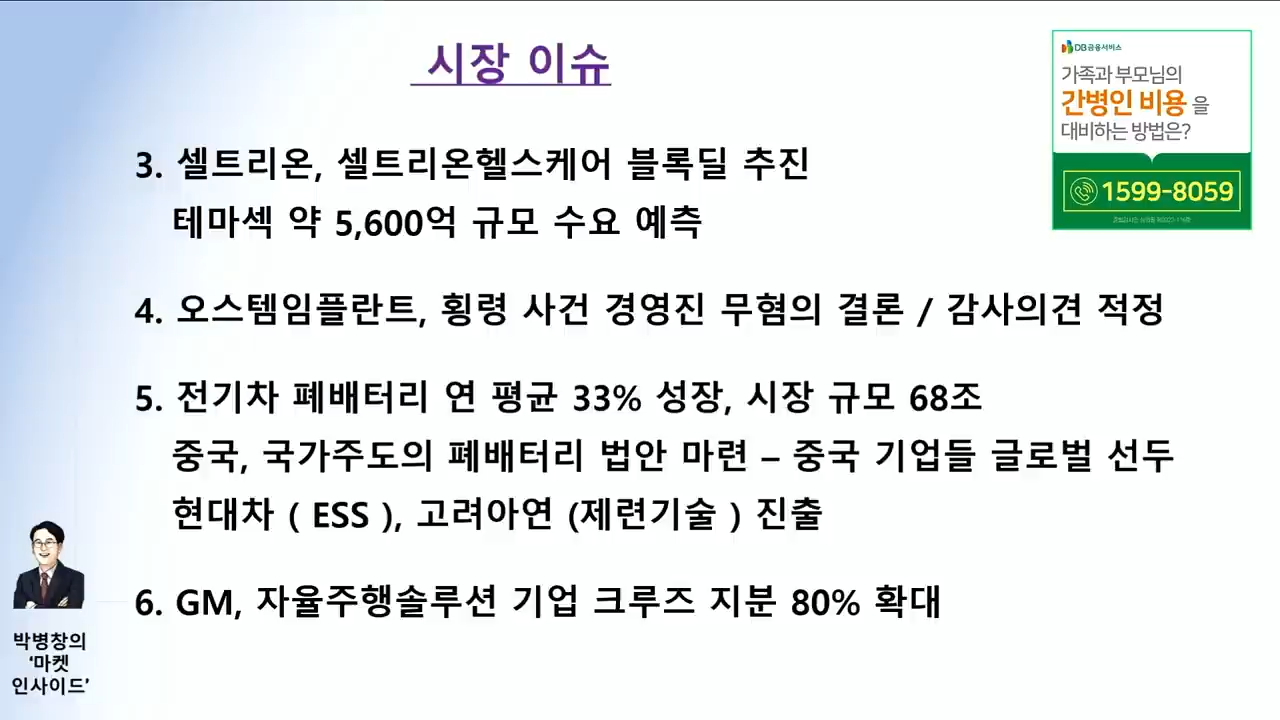 시장 이슈
DB금융서비스
가족과 부모님의
간병인 비용 을
대비하는 방법은?
1599-8059
3. 셀트리온, 셀트리온헬스케어 블록딜 추진
테마섹 약 5,600억 규모 수요 예측
4. 오스템임플란트, 횡령 사건 경영진 무혐의 결론 / 감사의견 적정
5. 전기차 폐배터리 연 평균 33% 성장, 시장 규모 68조
중국, 국가주도의 폐배터리 법안 마련 – 중국 기업들 글로벌 선두
현대차 ( ESS ), 고려아연 (제련기술 ) 진출
6. GM, 자율주행솔루션 기업 크루즈 지분 80% 확대
박병창의
‘마켓
인사이드’